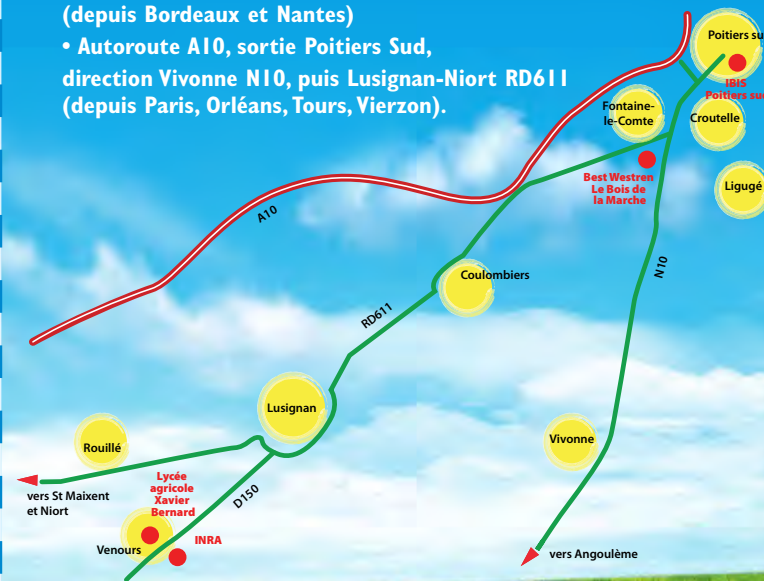 (depuis Bordeaux et Nantes)
• Autoroute A10, sortie Poitiers Sud,
direction Vivonne N10, puis Lusignan-Niort RD611
(depuis Paris, Orléans, Tours, Vierzon).
Poitiers su
IBIS
Poitiers sud
Fontaine-
le-Comte
Croutelle
Best Westren
Le Bois de
la Marche
Ligugé
A10
N10
Coulombiers
RD611
Lusignan
Vivonne
Rouillé
vers St Maixent
et Niort
Lycée
agricole
Xavier
Bernard
D150
INRA
Venours
vers Angoulème